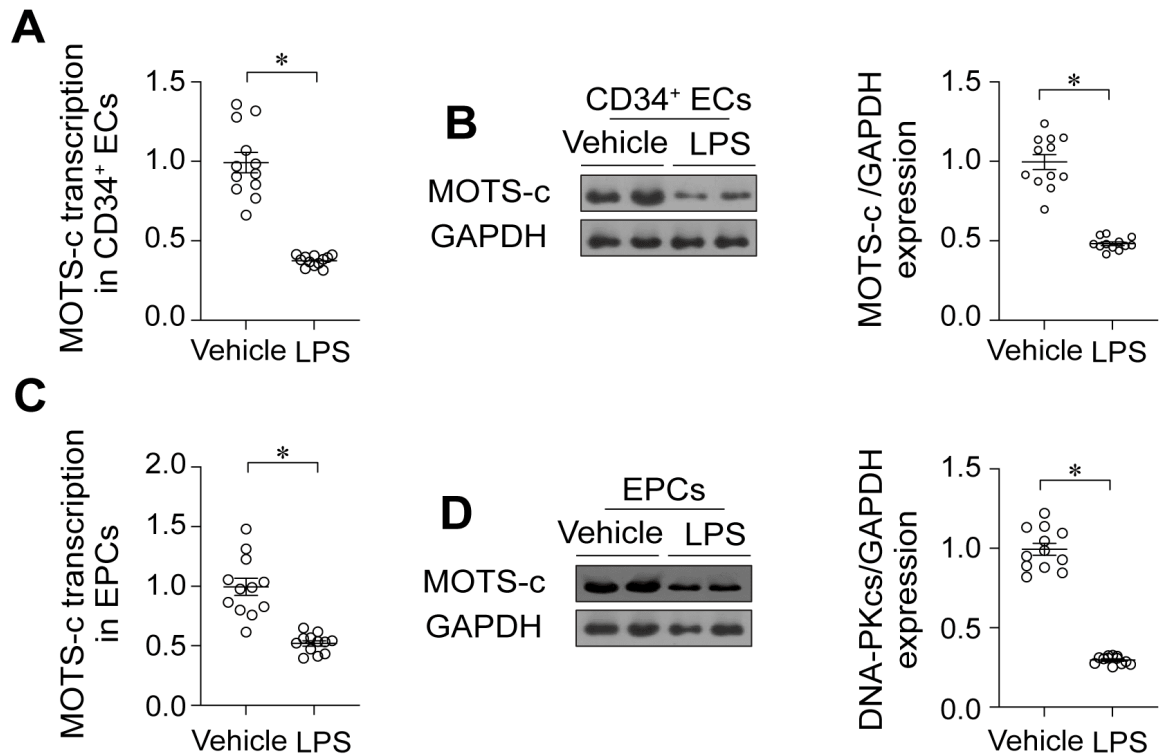 A
MOTS-c transcription
in CD34⁺ ECs
1.5
1.0
0.5
0.0
*
Vehicle LPS
B
CD34⁺ ECs
Vehicle LPS
MOTS-c
GAPDH
MOTS-c /GAPDH
expression
1.5
1.0
0.5
0.0
*
Vehicle LPS
C
MOTS-c transcription
in EPCs
2.0
1.5
1.0
0.5
0.0
*
Vehicle LPS
D
EPCs
Vehicle LPS
MOTS-c
GAPDH
DNA-PKcs/GAPDH
expression
1.5
1.0
0.5
0.0
*
Vehicle LPS